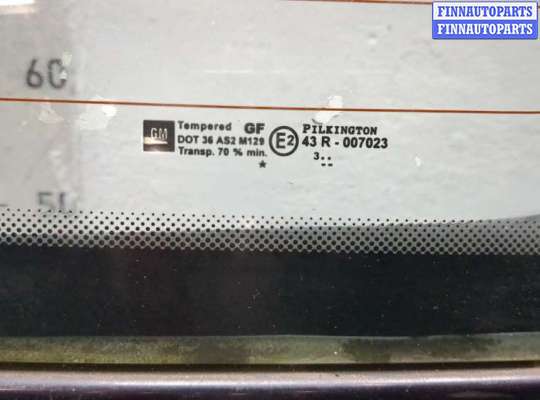 FINNAUTOPARTS
FINNAUTOPARTS
60
GM
Tempered GF
DOT 36 AS2 M129
Transp. 70 % min.
E2
PILKINGTON
43 R - 007023
3..
--